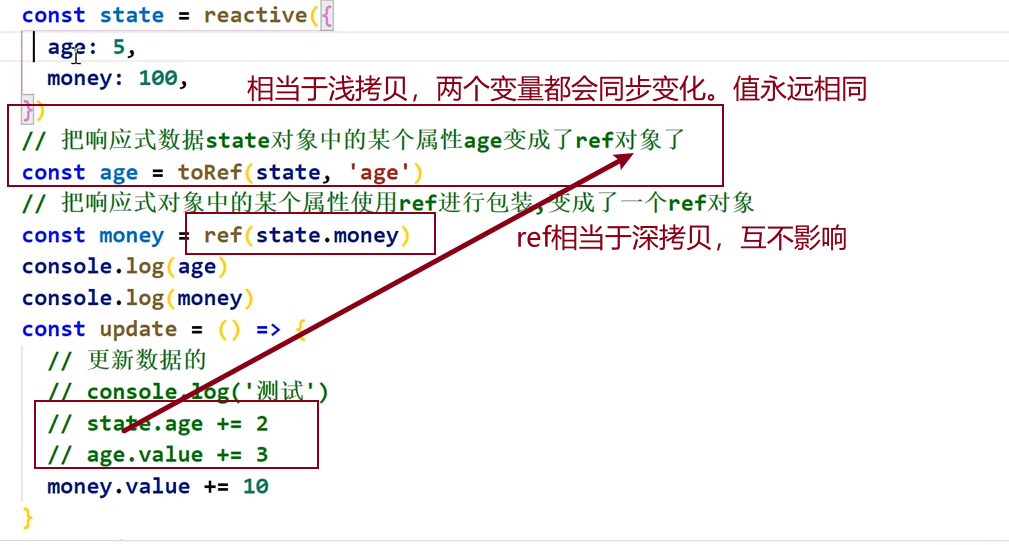 const state = reactive({
age: 5,
money: 100,
相当于浅拷贝，两个变量都会同步变化。值永远相同
})
// 把响应式数据state对象中的某个属性age变成了ref对象了
const age = toRef(state, 'age')
// 把响应式对象中的某个属性使用ref进行包装,变成了一个ref对象
const money = ref(state.money)
ref相当于深拷贝，互不影响
console.log(age)
console.log(money)
const update = () => {
// 更新数据的
// console.log('测试')
// state.age += 2
// age.value += 3
money.value += 10
}